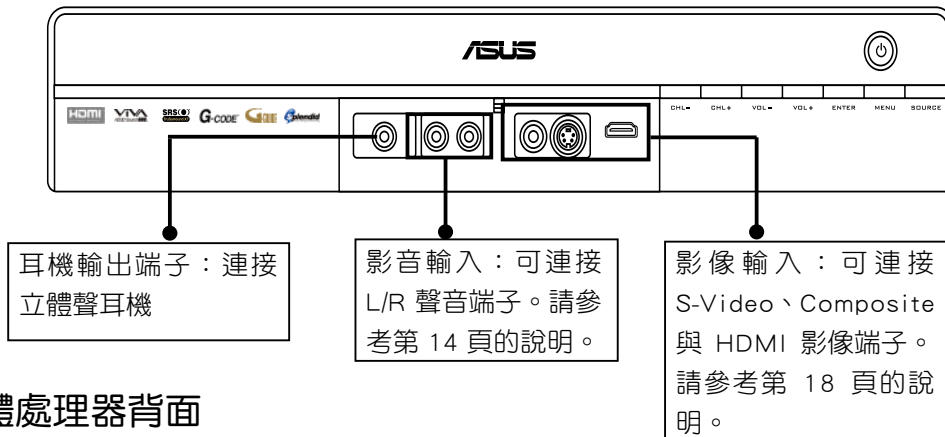 ASUS
HDMI VIVA SRS G-CODE Splendid
CHL- CHL+ VOL- VOL+ ENTER MENU SOURCE
耳機輸出端子：連接
立體聲耳機
影音輸入：可連接
L/R 聲音端子。請參
考第 14 頁的說明。
影像輸入：可連接
S-Video、Composite
與 HDMI 影像端子。
請參考第 18 頁的說
明。
體處理器背面